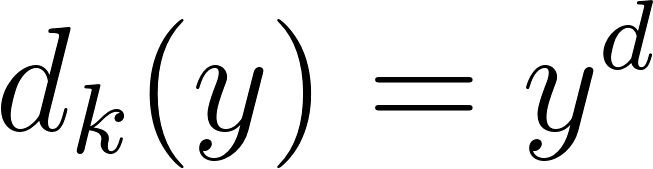 d_k(y) = y^d